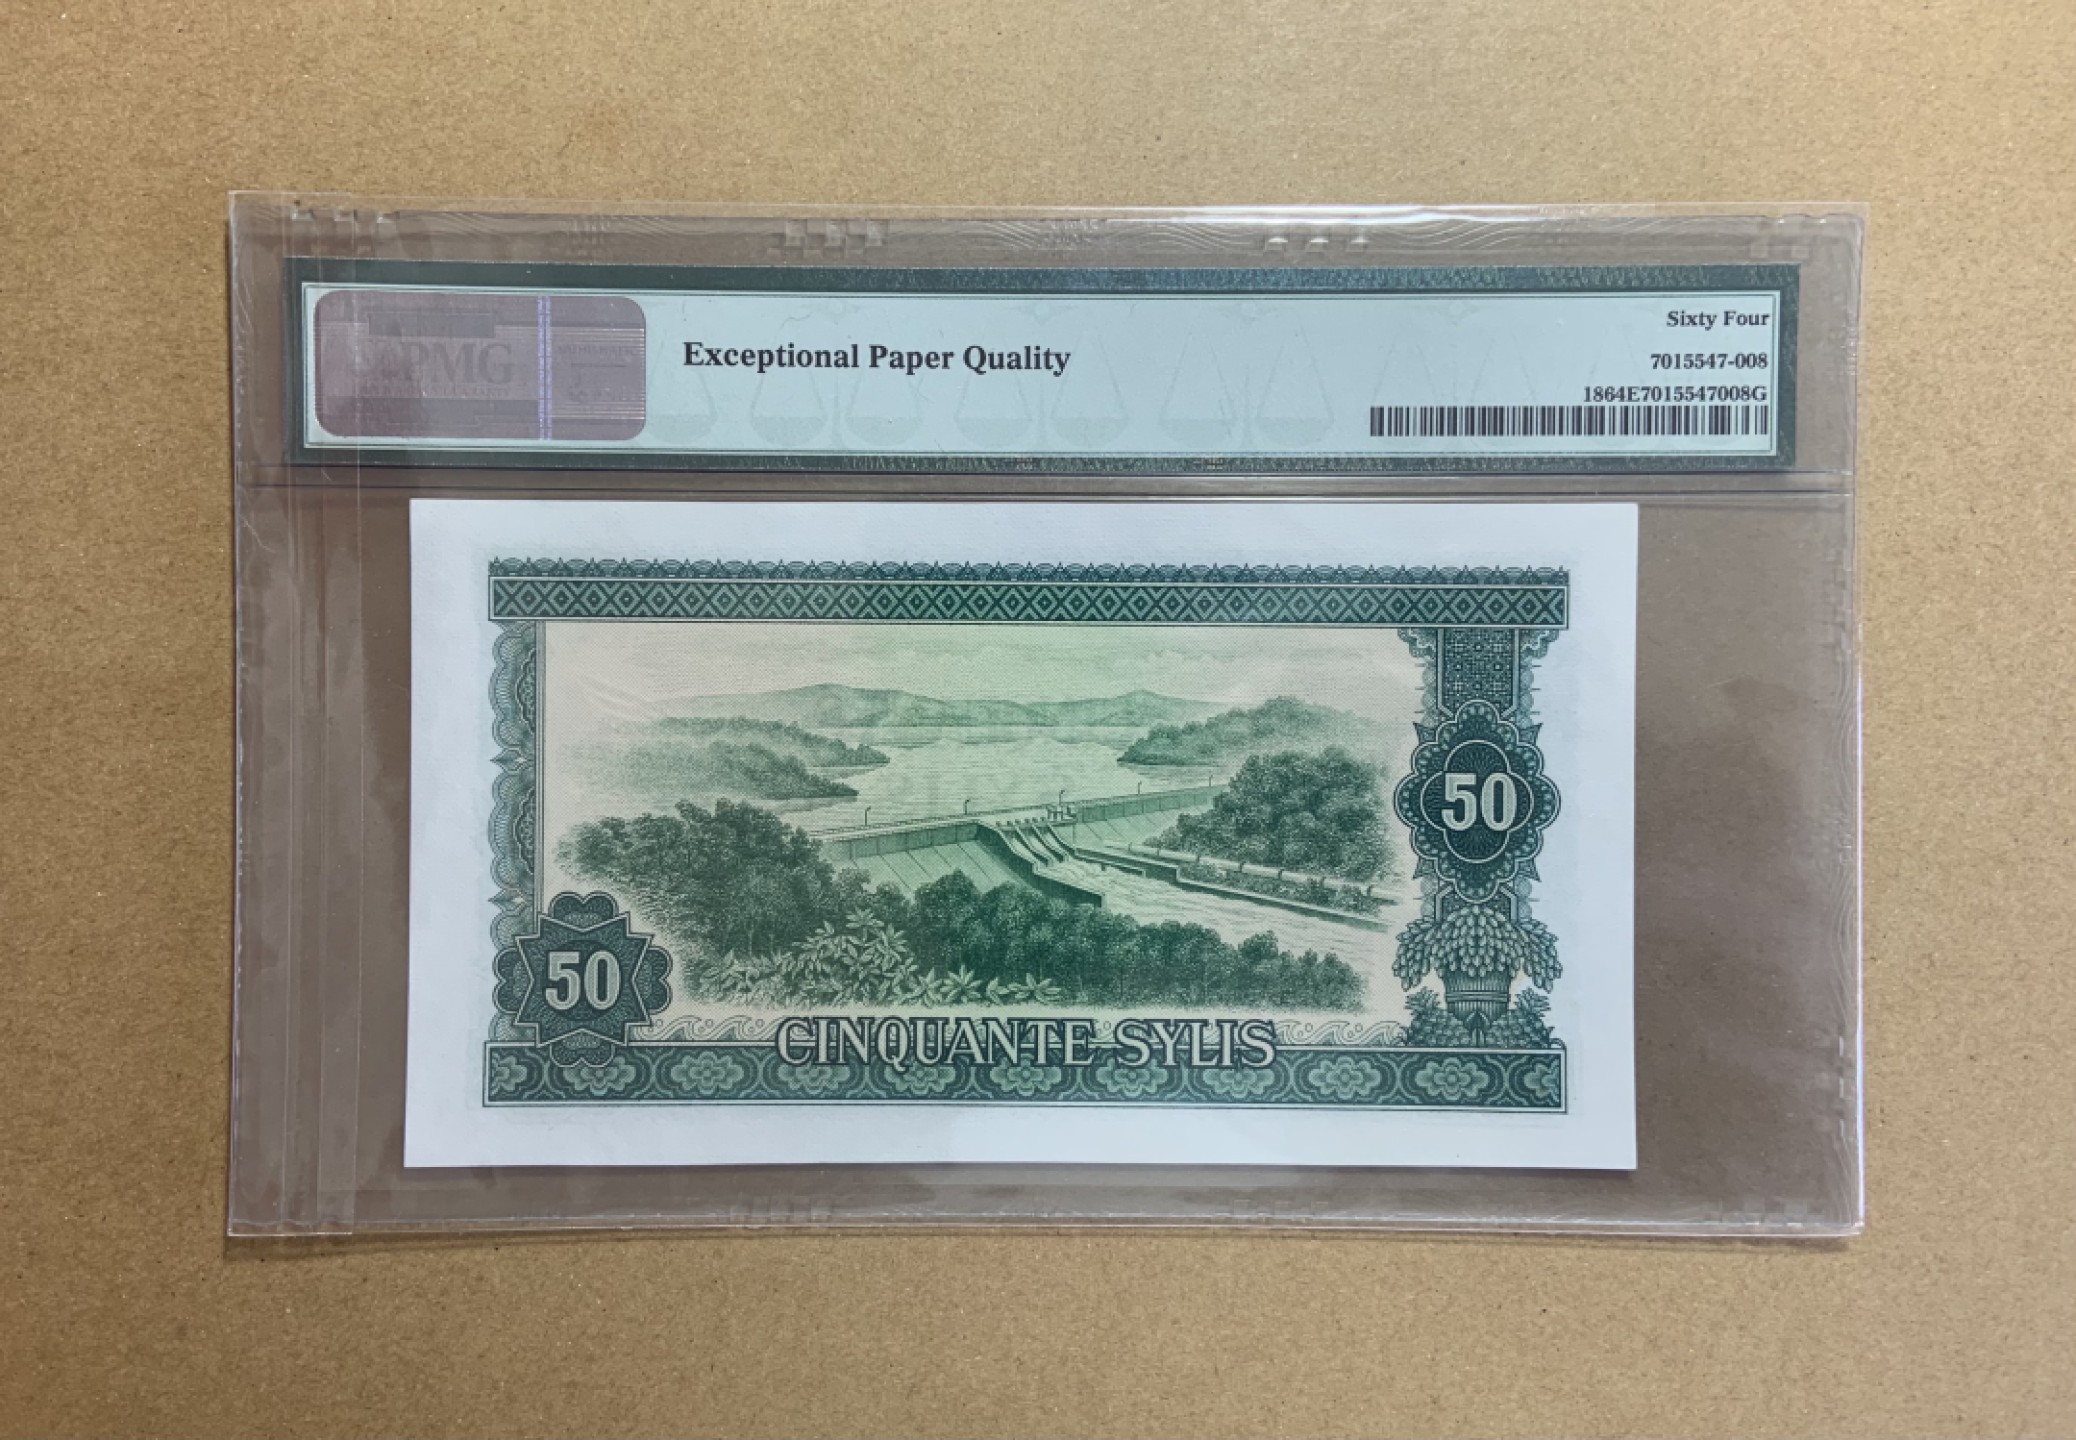 PMG
Exceptional Paper Quality
Sixty Four
7015547-008
1864E7015547008G
50
50
CINQUANTE SYLIS